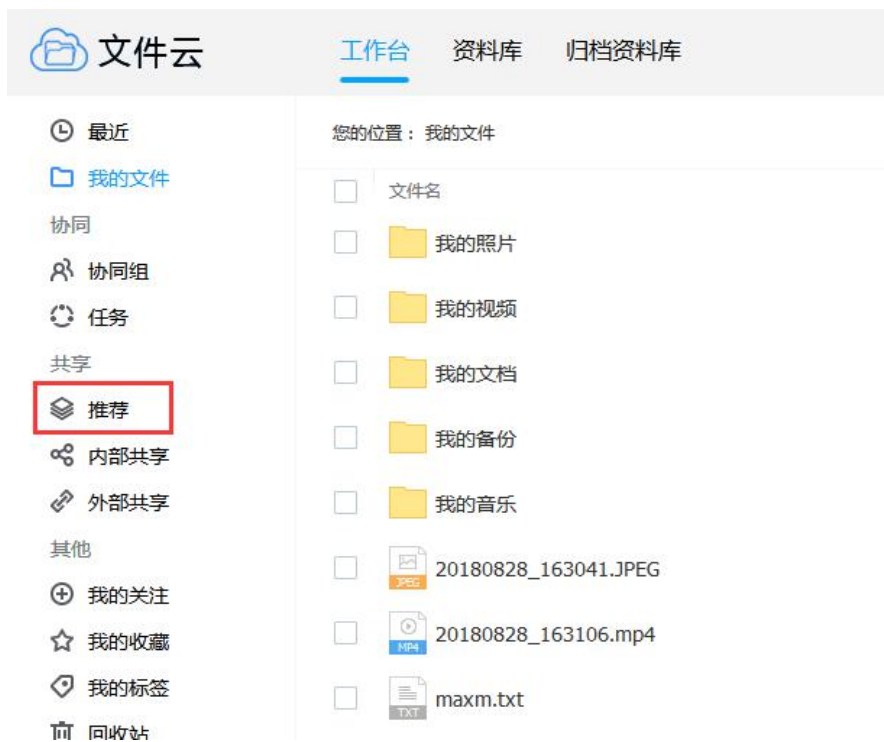 文件云
工作台 资料库 归档资料库
最近
我的文件
协同
协同组
任务
共享
推荐
内部共享
外部共享
其他
我的关注
我的收藏
我的标签
回收站
您的位置： 我的文件
文件名
我的照片
我的视频
我的文档
我的备份
我的音乐
JPEG
20180828_163041.JPEG
MP4
20180828_163106.mp4
TXT
maxm.txt